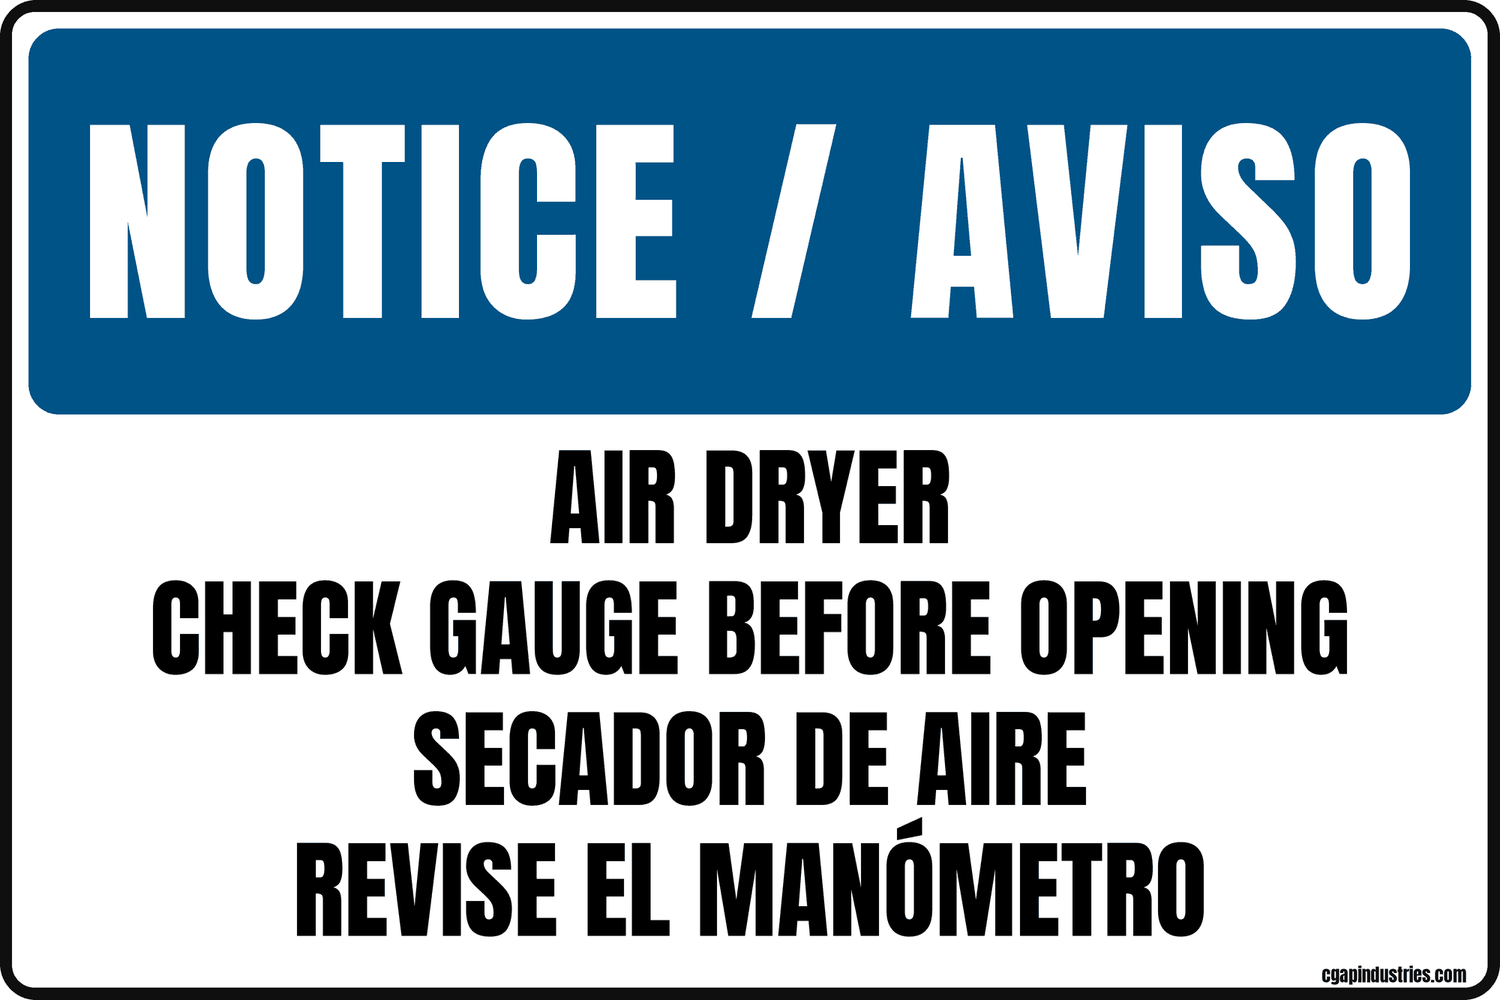 NOTICE / AVISO
AIR DRYER
CHECK GAUGE BEFORE OPENING
SECADOR DE AIRE
REVISE EL MANÓMETRO
cgapindustries.com